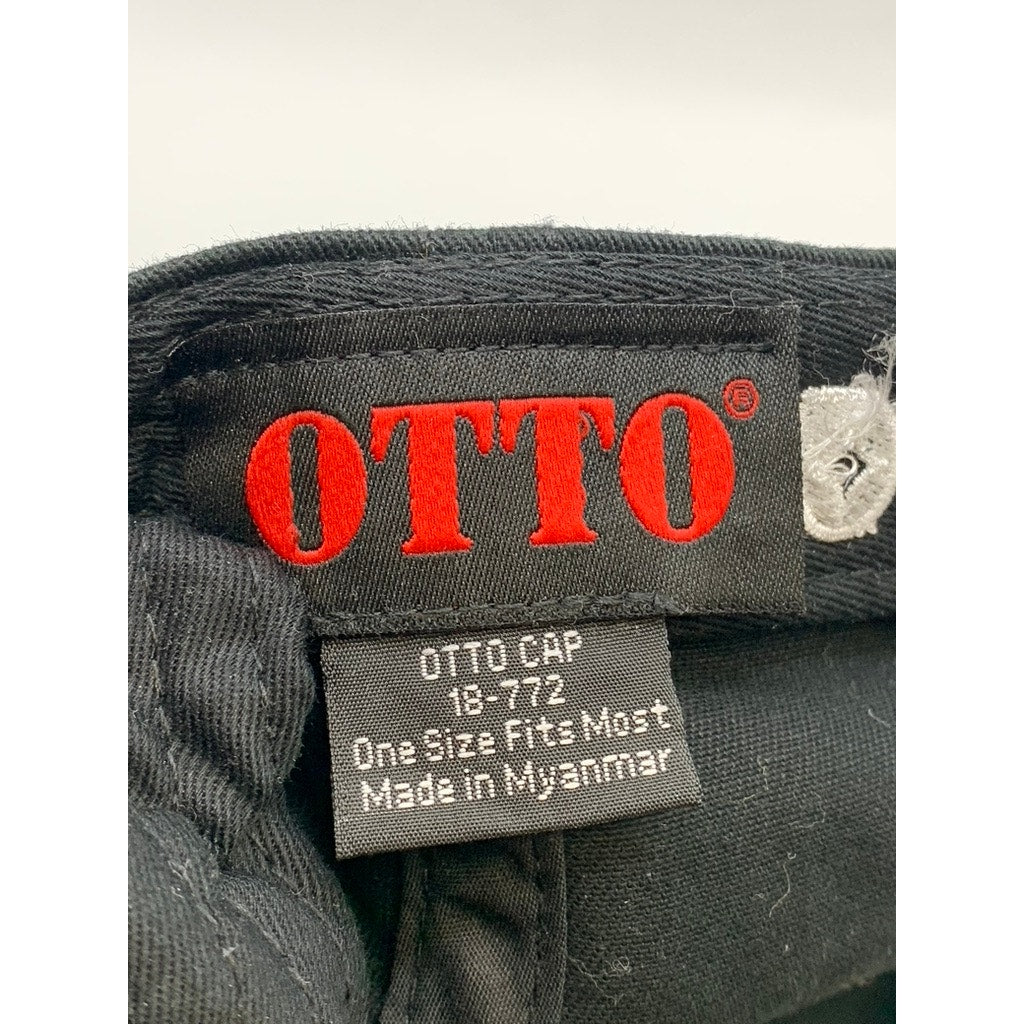 OTTO®
OTTO CAP
18-772
One Size Fits Most
Made in Myanmar